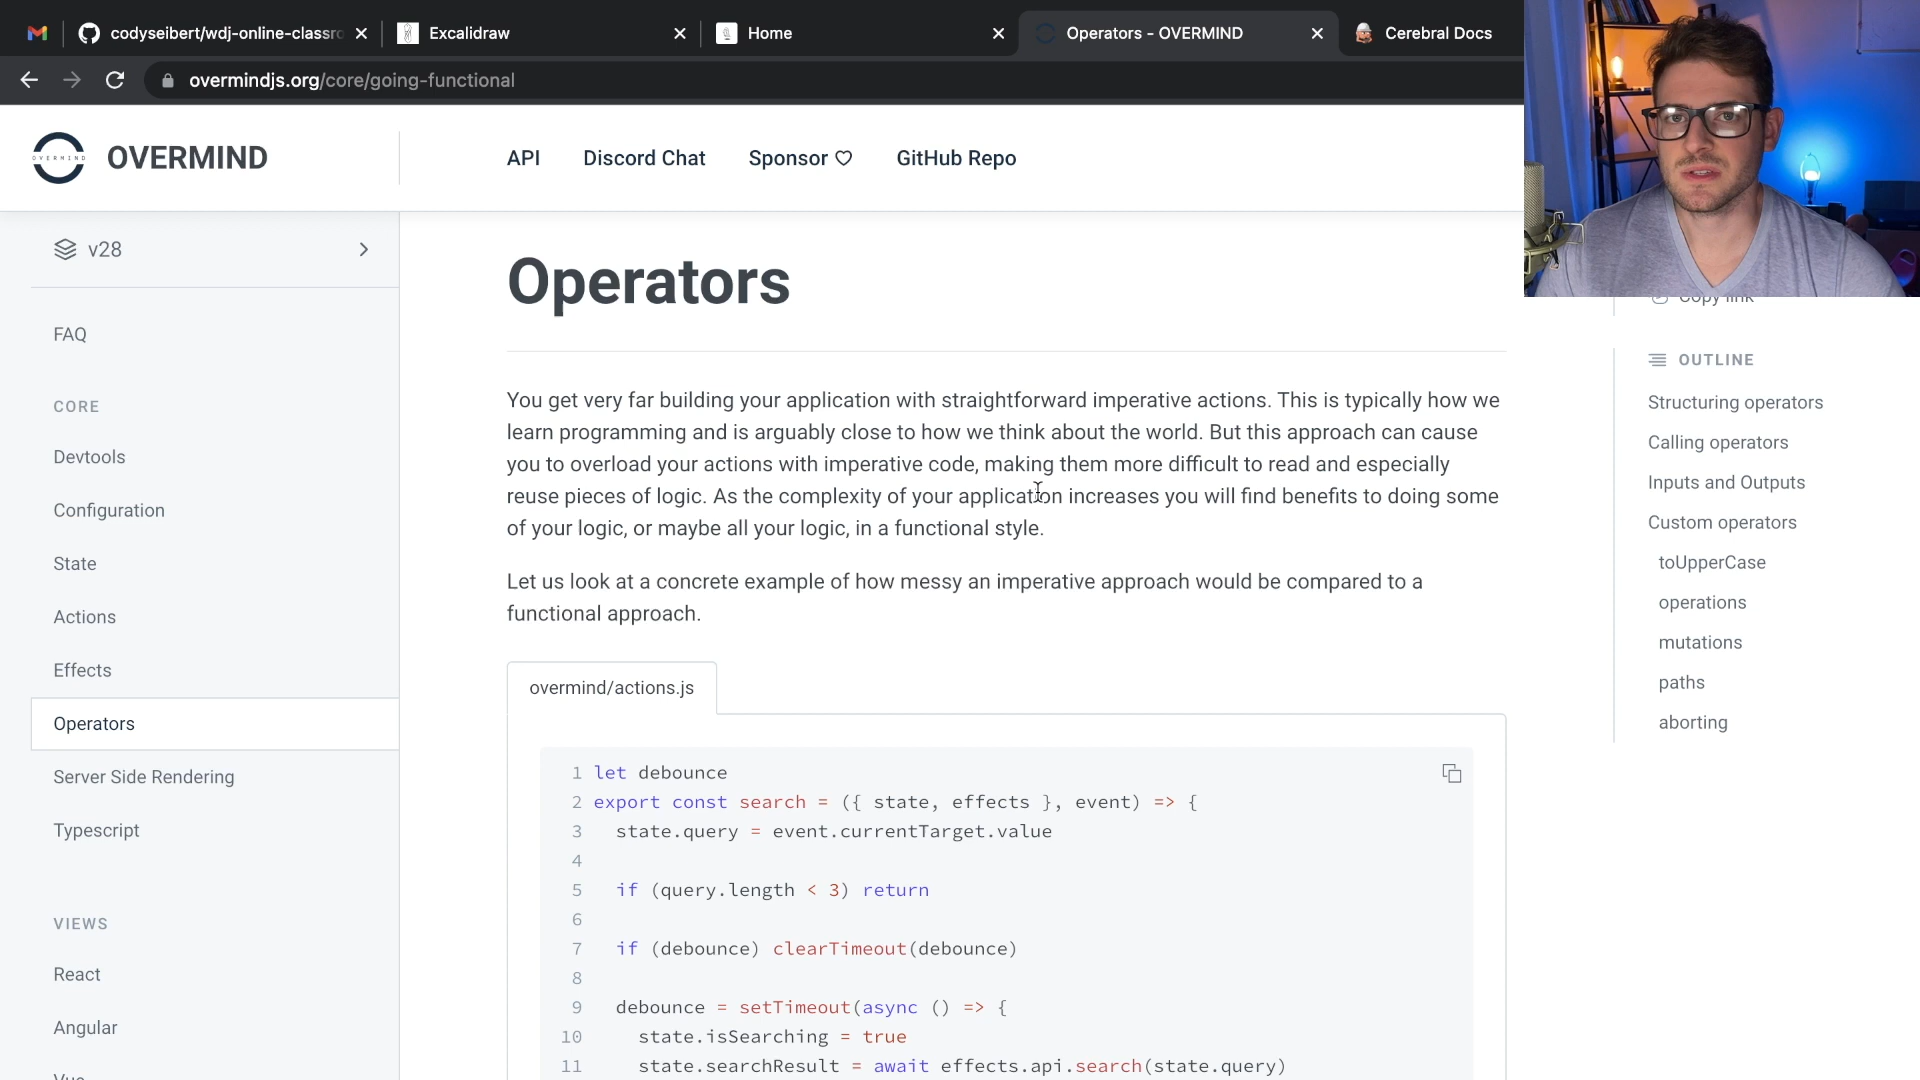 codyseibert/wdj-online-classro
Excalidraw
Home
Operators - OVERMIND
Cerebral Docs
overmindjs.org/core/going-functional
OVERMIND
OVERMIND
API
Discord Chat
Sponsor
GitHub Repo
v28
FAQ
CORE
Devtools
Configuration
State
Actions
Effects
Operators
Server Side Rendering
Typescript
VIEWS
React
Angular
Vue
Operators
You get very far building your application with straightforward imperative actions. This is typically how we
learn programming and is arguably close to how we think about the world. But this approach can cause
you to overload your actions with imperative code, making them more difficult to read and especially
reuse pieces of logic. As the complexity of your application increases you will find benefits to doing some
of your logic, or maybe all your logic, in a functional style.
Let us look at a concrete example of how messy an imperative approach would be compared to a
functional approach.
overmind/actions.js
1 let debounce
2 export const search = ({ state, effects }, event) => {
3 state.query = event.currentTarget.value
4
5 if (query.length < 3) return
6
7 if (debounce) clearTimeout(debounce)
8
9 debounce = setTimeout(async () => {
10 state.isSearching = true
11 state.searchResult = await effects.api.search(state.query)
Copy link
OUTLINE
Structuring operators
Calling operators
Inputs and Outputs
Custom operators
toUpperCase
operations
mutations
paths
aborting